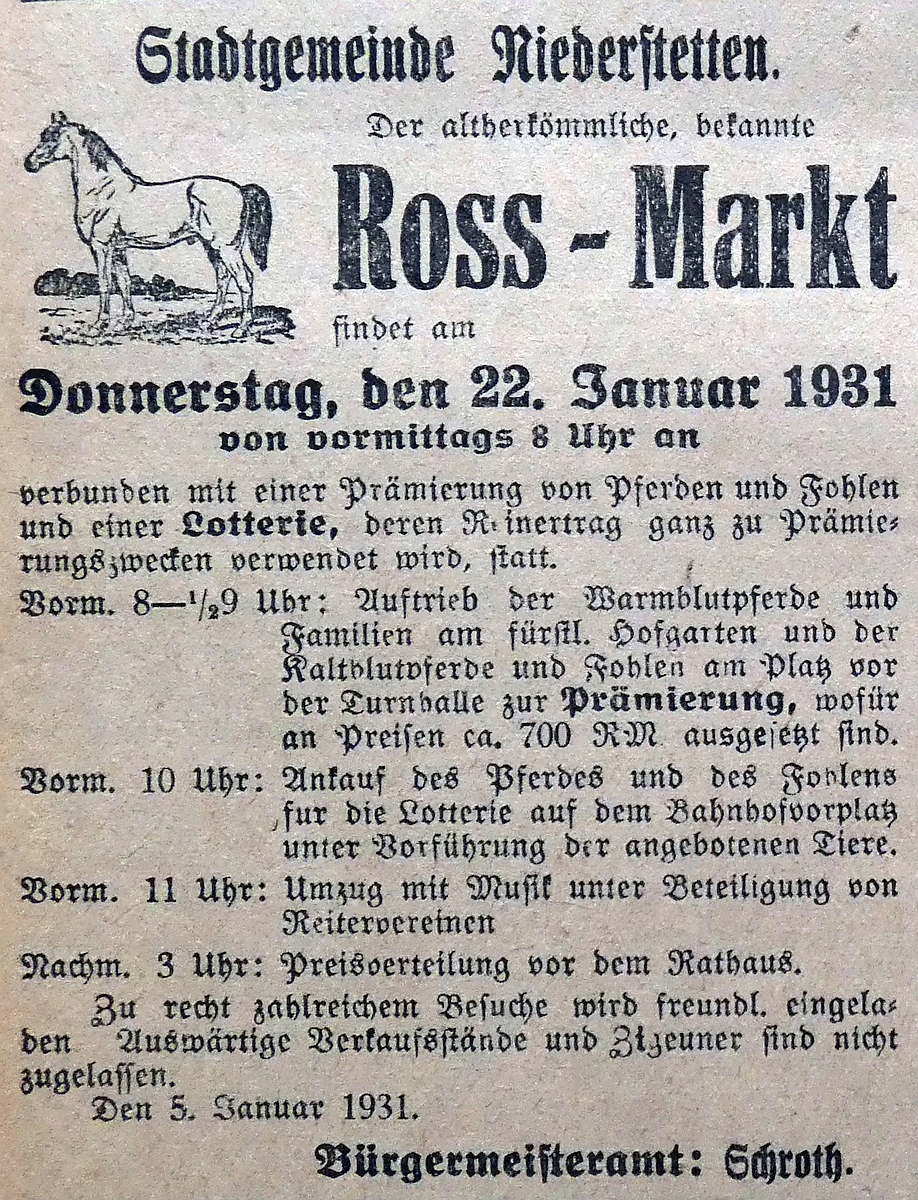 Stadtgemeinde Niederstetten.
Der altherkömmliche, bekannte
Ross-Markt
findet am
Donnerstag, den 22. Januar 1931
von vormittags 8 Uhr an
verbunden mit einer Prämierung von Pferden und Fohlen
und einer Lotterie, deren Reinertrag ganz zu Prämie-
rungszwecken verwendet wird, statt.
Vorm. 8—1/29 Uhr: Auftrieb der Warmblutpferde und
Familien am fürstl. Hofgarten und der
Kaltblutpferde und Fohlen am Platz vor
der Turnhalle zur Prämierung, wofür
an Preisen ca. 700 RM ausgesetzt sind.
Vorm. 10 Uhr: Ankauf des Pferdes und des Fohlens
fur die Lotterie auf dem Bahnhofvorplatz
unter Vorführung der angebotenen Tiere.
Vorm. 11 Uhr: Umzug mit Musik unter Beteiligung von
Reitervereinen
Nachm. 3 Uhr: Preisverteilung vor dem Rathaus.
Zu recht zahlreichem Besuche wird freundl. eingela-
den Auswärtige Verkaufsstände und Zizeuner sind nicht
zugelassen.
Den 5. Januar 1931.
Bürgermeisteramt: Schroth.